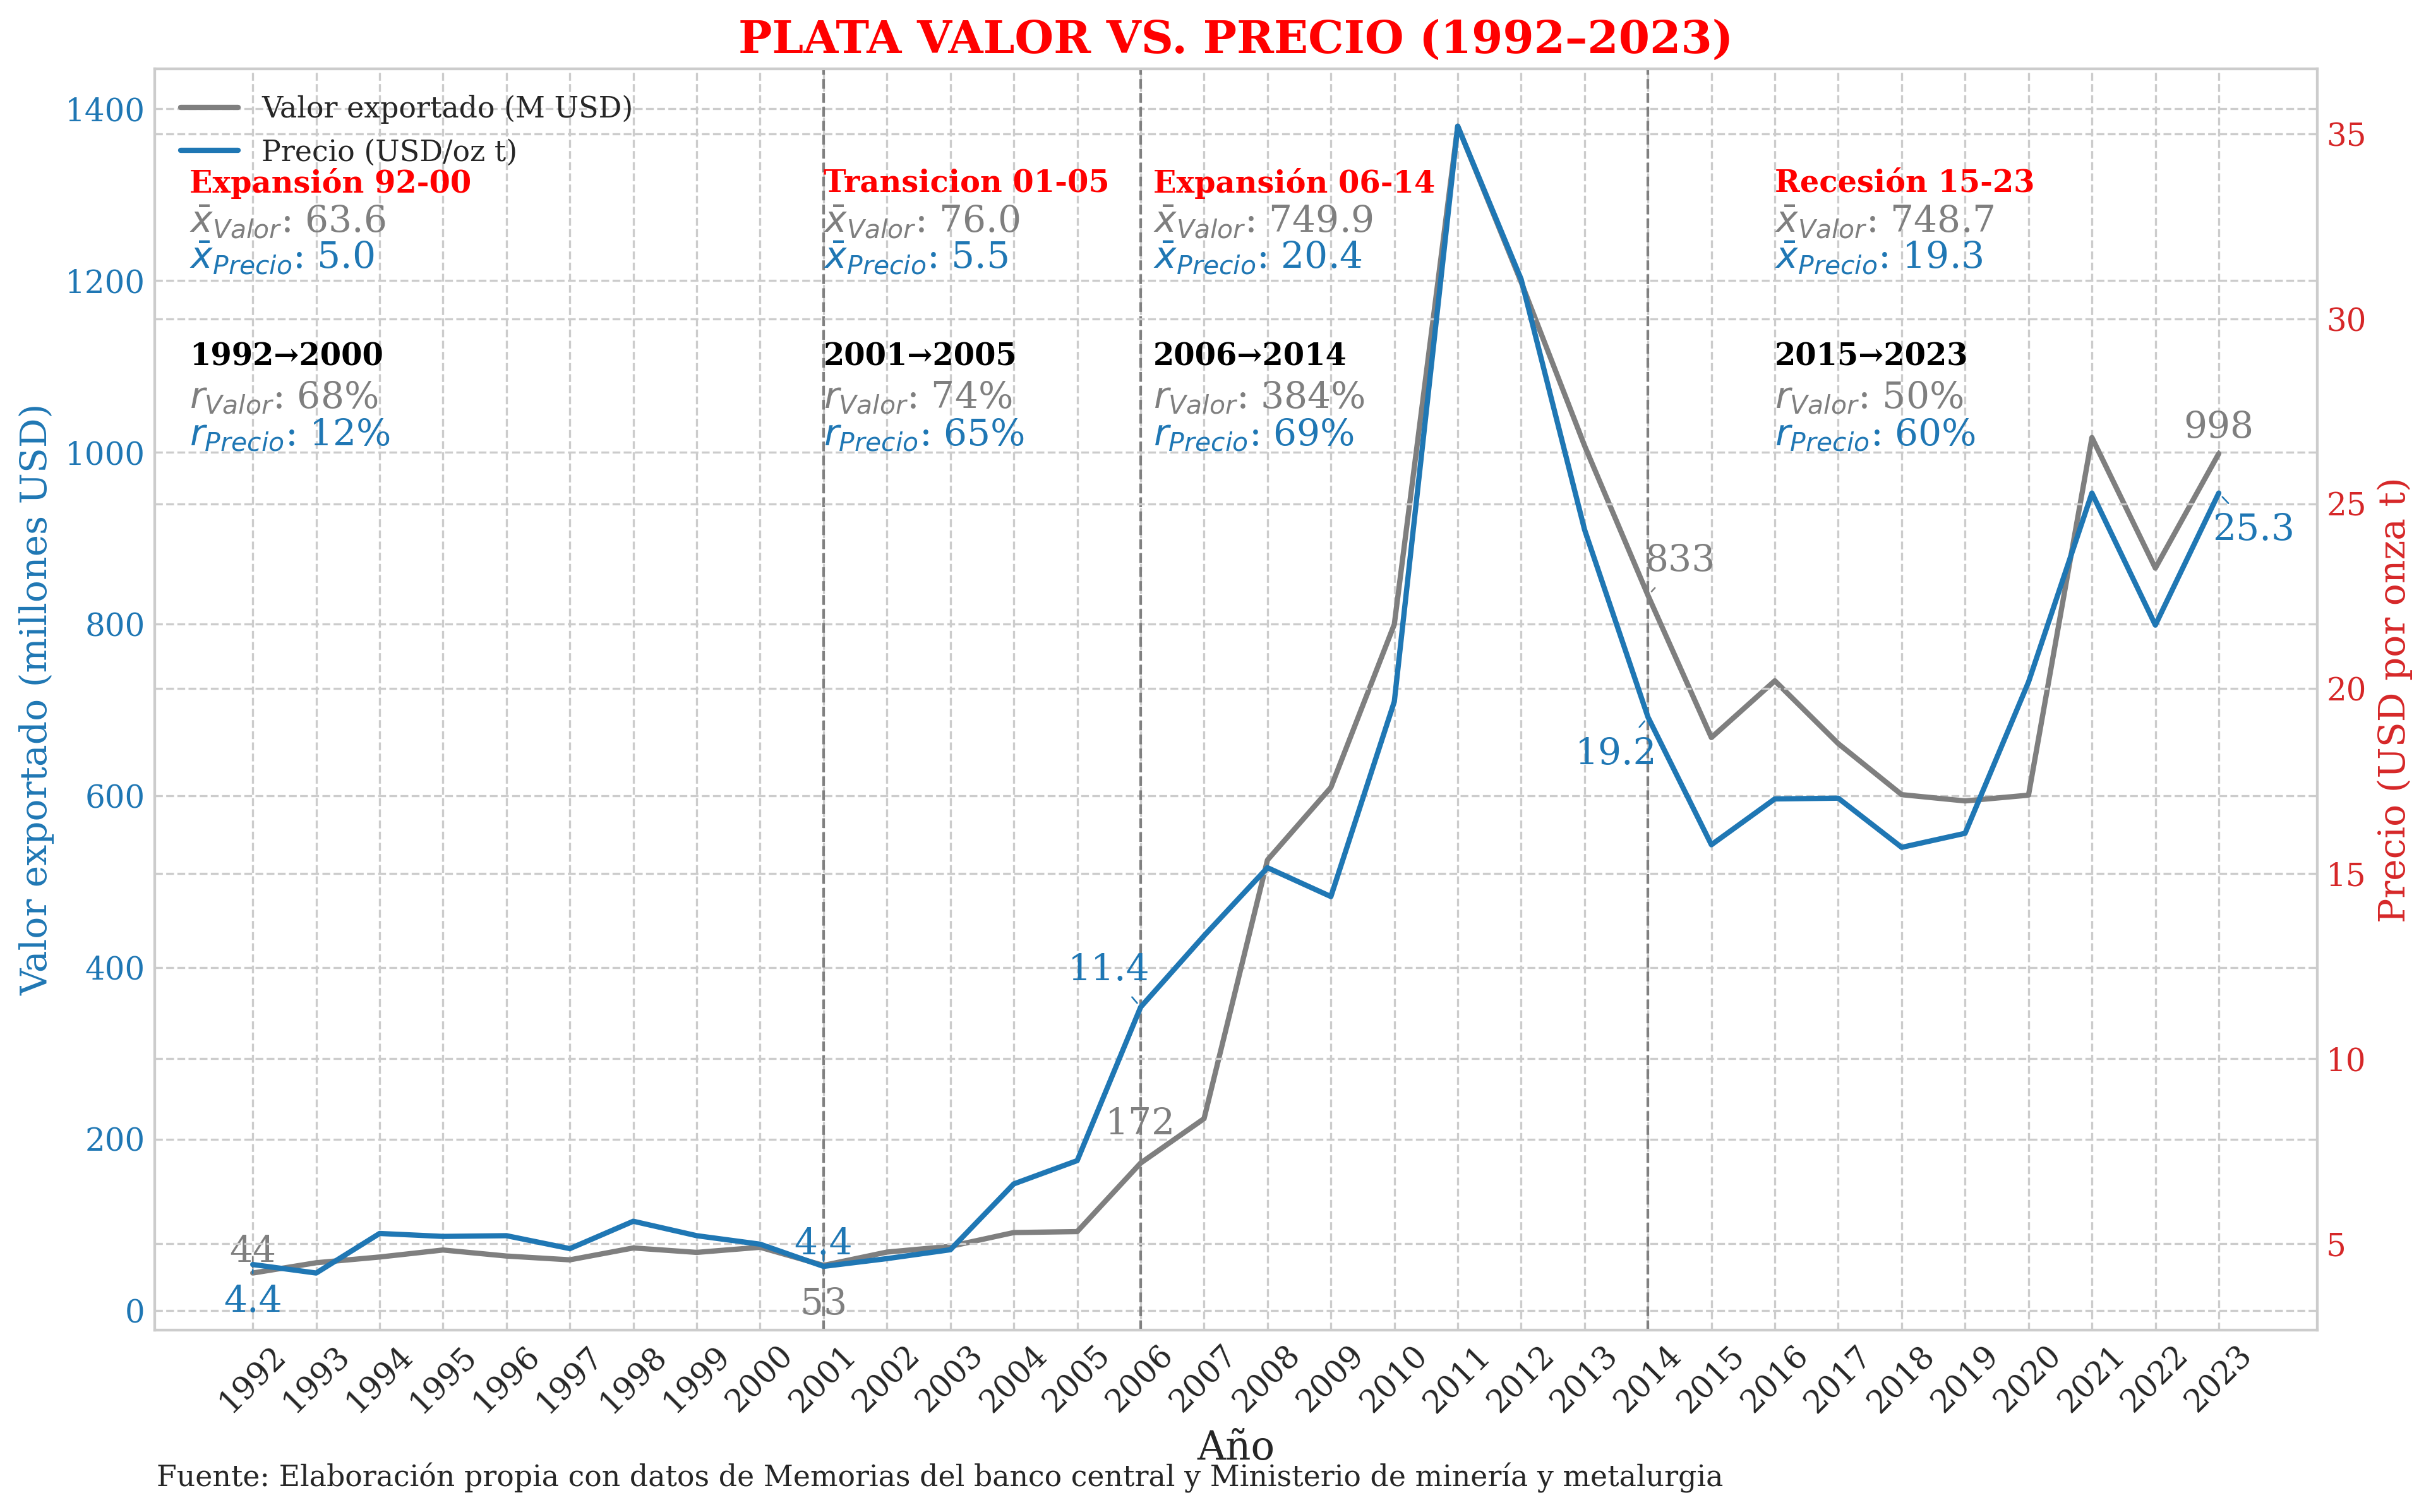 PLATA VALOR VS. PRECIO (1992–2023)
Valor exportado (M USD)
Precio (USD/oz t)
Expansión 92-00
x̄Valor: 63.6
x̄Precio: 5.0
1992→2000
rValor: 68%
rPrecio: 12%
Transicion 01-05
x̄Valor: 76.0
x̄Precio: 5.5
2001→2005
rValor: 74%
rPrecio: 65%
Expansión 06-14
x̄Valor: 749.9
x̄Precio: 20.4
2006→2014
rValor: 384%
rPrecio: 69%
Recesión 15-23
x̄Valor: 748.7
x̄Precio: 19.3
2015→2023
rValor: 50%
rPrecio: 60%
Valor exportado (millones USD)
1400
1200
1000
800
600
400
200
0
44
4.4
4.4
53
11.4
172
833
19.2
998
25.3
35
30
25
20
15
10
5
Precio (USD por onza t)
1992
1993
1994
1995
1996
1997
1998
1999
2000
2001
2002
2003
2004
2005
2006
2007
2008
2009
2010
2011
2012
2013
2014
2015
2016
2017
2018
2019
2020
2021
2022
2023
Año
Fuente: Elaboración propia con datos de Memorias del banco central y Ministerio de minería y metalurgia